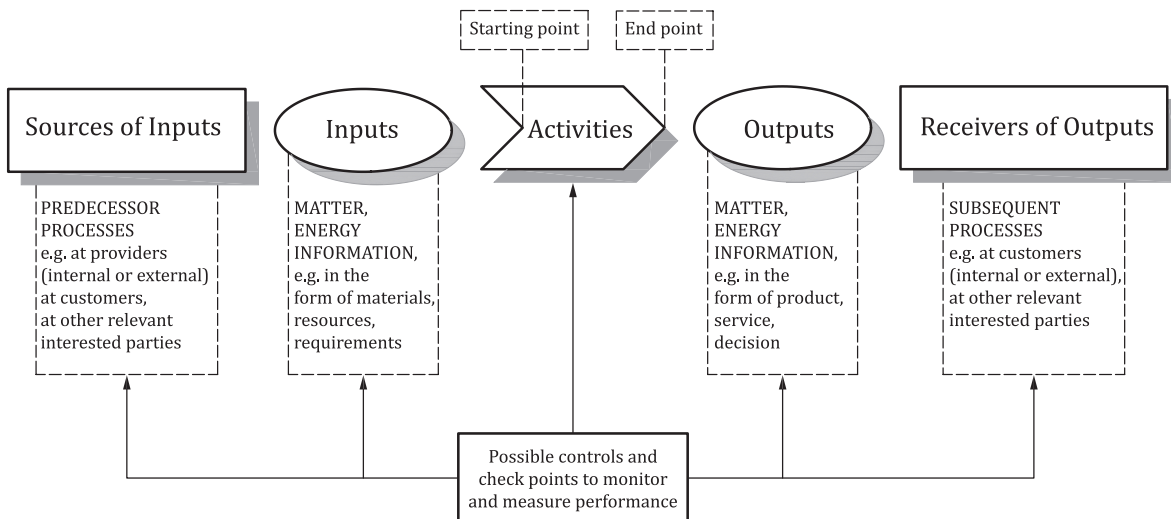 Starting point
End point
Sources of Inputs
Inputs
Activities
Outputs
Receivers of Outputs
PREDECESSOR
PROCESSES
e.g. at providers
(internal or external)
at customers,
at other relevant
interested parties
MATTER,
ENERGY
INFORMATION,
e.g. in the
form of materials,
resources,
requirements
MATTER,
ENERGY
INFORMATION,
e.g. in the
form of product,
service,
decision
SUBSEQUENT
PROCESSES
e.g. at customers
(internal or external),
at other relevant
interested parties
Possible controls and
check points to monitor
and measure performance